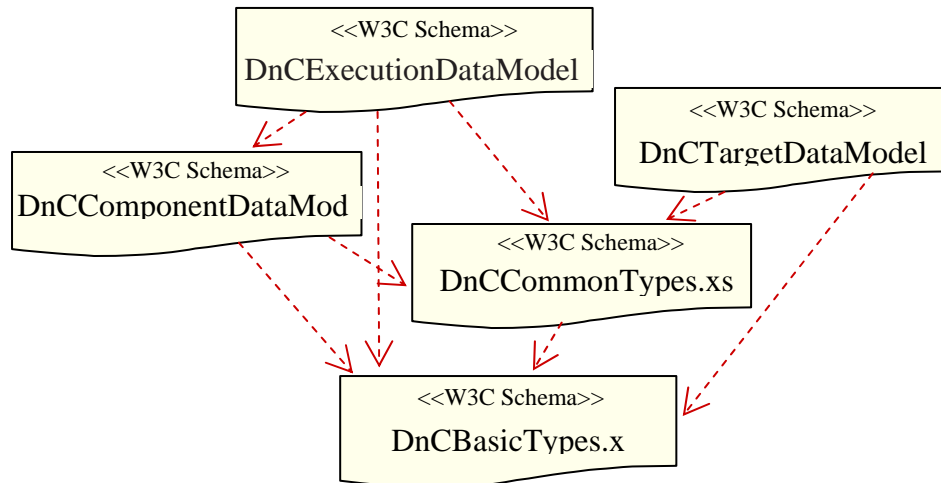 <<W3C Schema>>
DnCExecutionDataModel
<<W3C Schema>>
DnCTargetDataModel
<<W3C Schema>>
DnCComponentDataMod
<<W3C Schema>>
DnCCommonTypes.xs
<<W3C Schema>>
DnCBasicTypes.x